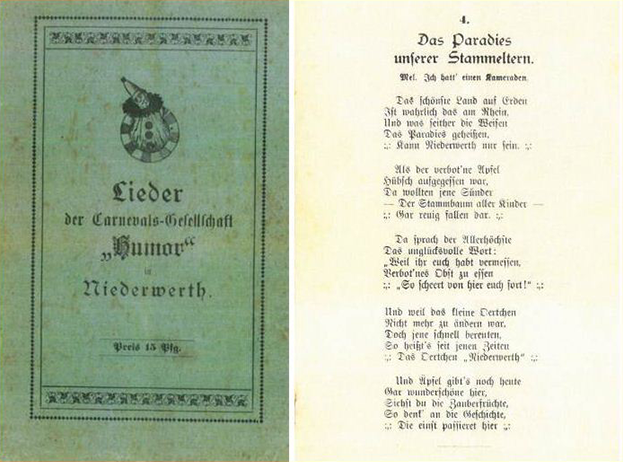 Lieder
der Carnevals-Gesellschaft
„Humor“
in
Niederwerth.
Preis 15 Pfg.
4.
Das Paradies
unserer Stammeltern.
Mel. Ich hatt' einen Kameraden.
Das schönste Land auf Erden
Ist wahrlich das am Rhein,
Und was seither die Weisen
Das Paradies geheißen,
:,: Kann Niederwerth nur sein. :,:
Als der verbot'ne Apfel
Hübsch aufgegessen war,
Da wollten jene Sünder
— Der Stammbaum aller Kinder —
:,: Gar reuig fallen dar. :,:
Da sprach der Allerhöchste
Das unglücksvolle Wort:
„Weil ihr euch habt vermessen,
Verbot'nes Obst zu essen
:,: „So scheert von hier euch fort!“ :,:
Und weil das kleine Oertchen
Nicht mehr zu ändern war,
Doch jene schnell bereuten,
So heißt's seit jenen Zeiten
:,: Das Oertchen „Niederwerth“ :,:
Und Apfel gibt's noch heute
Gar wunderschöne hier,
Siehst du die Zauberfrüchte,
So denk' an die Geschichte,
:,: Die einst passieret hier :,: